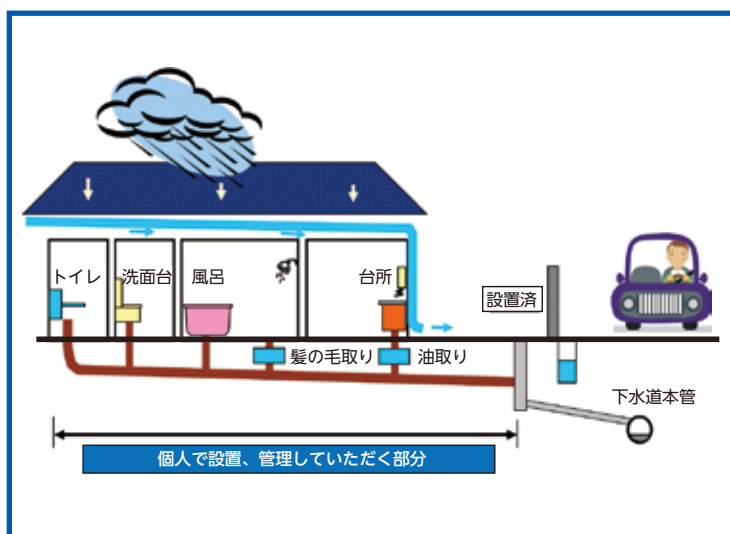 トイレ
洗面台
風呂
台所
設置済
髪の毛取り
油取り
下水道本管
個人で設置、管理していただく部分